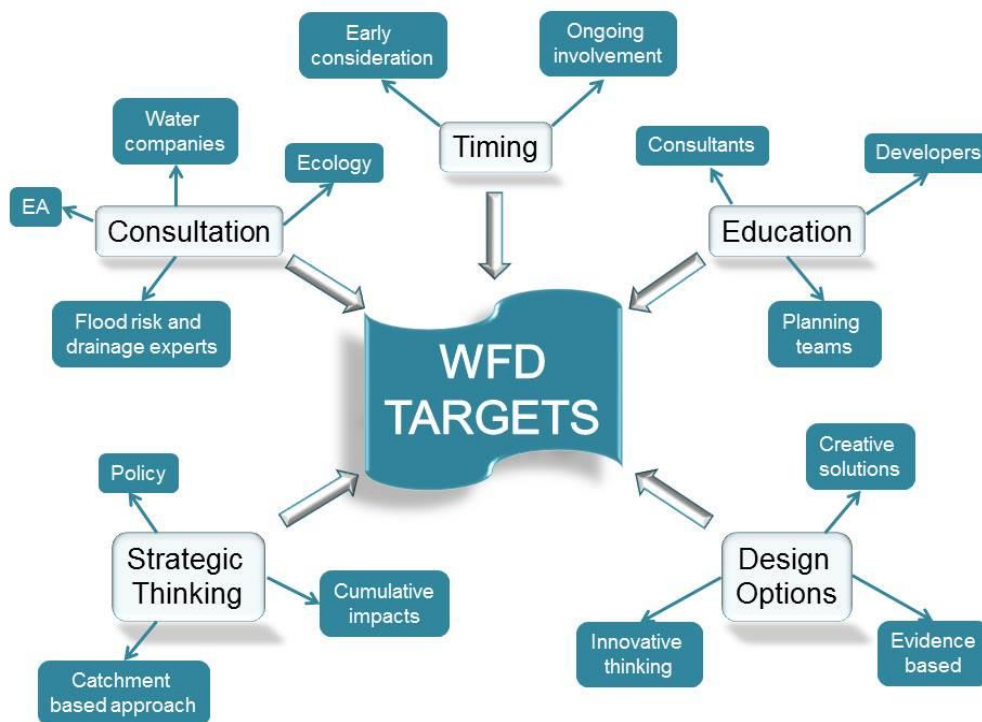 Early
consideration
Ongoing
involvement
Timing
Water
companies
Ecology
EA
Consultation
Flood risk and
drainage experts
Consultants
Developers
Education
Planning
teams
WFD
TARGETS
Policy
Strategic
Thinking
Cumulative
impacts
Catchment
based approach
Creative
solutions
Design
Options
Innovative
thinking
Evidence
based